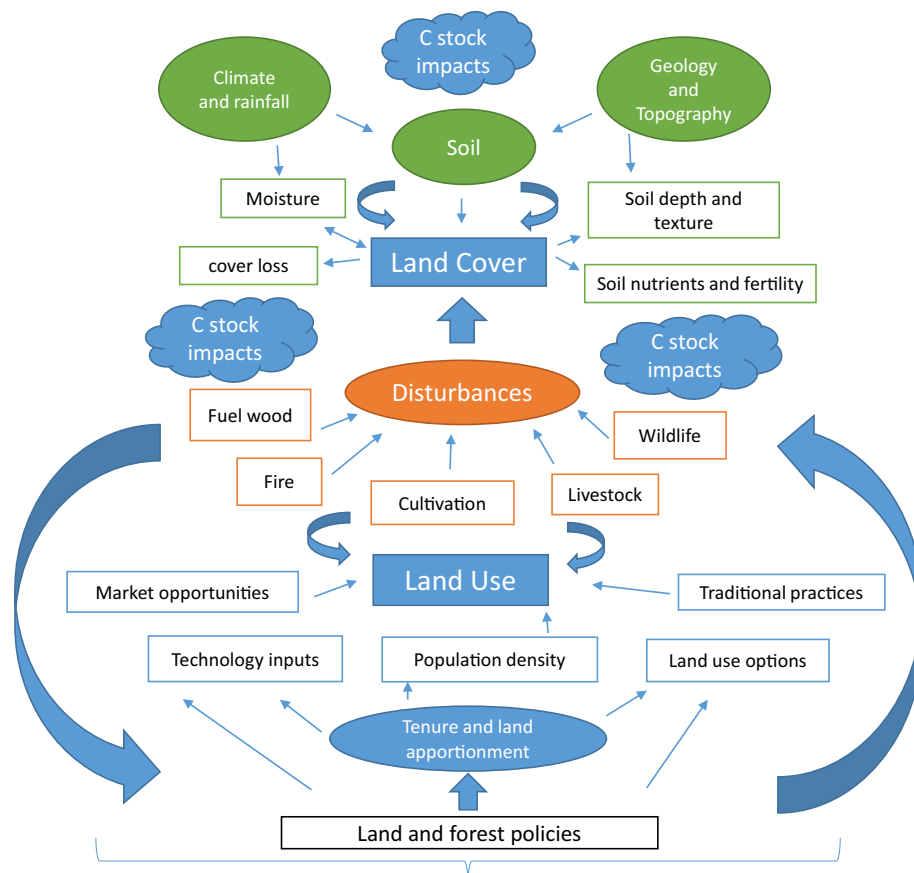 C stock
impacts
Climate
and rainfall
Geology
and
Topography
Soil
Moisture
Soil depth and
texture
Land Cover
cover loss
Soil nutrients and fertility
C stock
impacts
C stock
impacts
Disturbances
Fuel wood
Wildlife
Fire
Cultivation
Livestock
Land Use
Market opportunities
Traditional practices
Technology inputs
Population density
Land use options
Tenure and land
apportionment
Land and forest policies